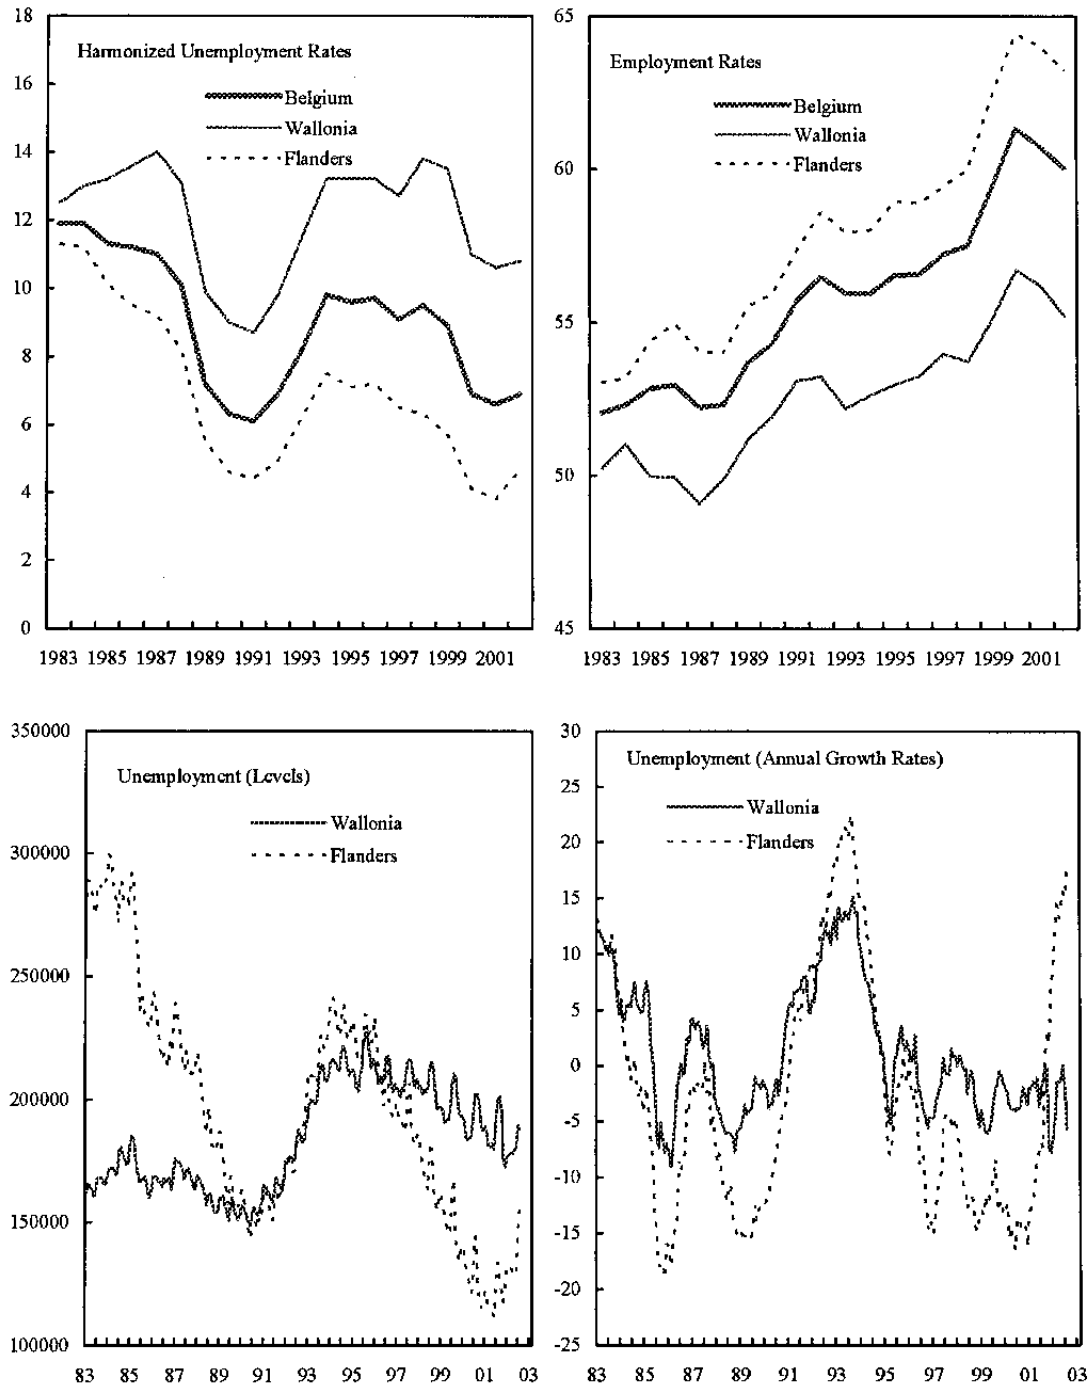 Harmonized Unemployment Rates
Belgium
Wallonia
Flanders
18
16
14
12
10
8
6
4
2
0
1983 1985 1987 1989 1991 1993 1995 1997 1999 2001
Employment Rates
Belgium
Wallonia
Flanders
65
60
55
50
45
1983 1985 1987 1989 1991 1993 1995 1997 1999 2001
Unemployment (Levels)
Wallonia
Flanders
350000
300000
250000
200000
150000
100000
83 85 87 89 91 93 95 97 99 01 03
Unemployment (Annual Growth Rates)
Wallonia
Flanders
30
25
20
15
10
5
0
-5
-10
-15
-20
-25
83 85 87 89 91 93 95 97 99 01 03